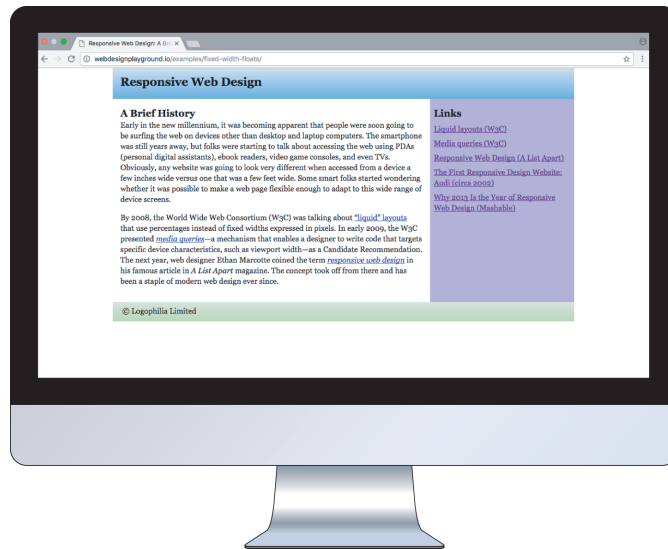 Responsive Web Design: A Bri
webdesignplayground.io/examples/fixed-width-floats/
Responsive Web Design
A Brief History
Early in the new millennium, it was becoming apparent that people were soon going to
be surfing the web on devices other than desktop and laptop computers. The smartphone
was still years away, but folks were starting to talk about accessing the web using PDAs
(personal digital assistants), ebook readers, video game consoles, and even TVs.
Obviously, any website was going to look very different when accessed from a device a
few inches wide versus one that was a few feet wide. Some smart folks started wondering
whether it was possible to make a web page flexible enough to adapt to this wide range of
device screens.
By 2008, the World Wide Web Consortium (W3C) was talking about "liquid" layouts
that use percentages instead of fixed widths expressed in pixels. In early 2009, the W3C
presented media queries—a mechanism that enables a designer to write code that targets
specific device characteristics, such as viewport width—as a Candidate Recommendation.
The next year, web designer Ethan Marcotte coined the term responsive web design in
his famous article in A List Apart magazine. The concept took off from there and has
been a staple of modern web design ever since.
Links
Liquid layouts (W3C)
Media queries (W3C)
Responsive Web Design (A List Apart)
The First Responsive Design Website:
Audi (circa 2002)
Why 2013 Is the Year of Responsive
Web Design (Mashable)
© Logophilia Limited